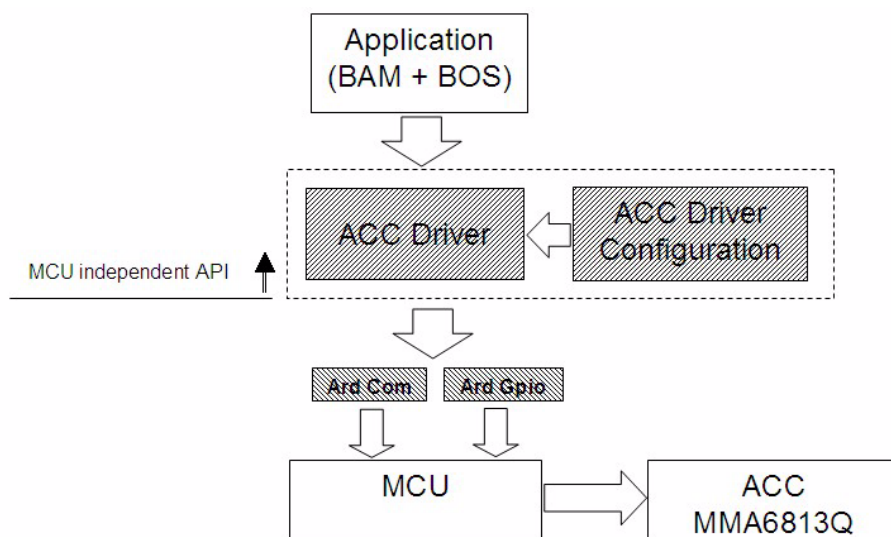 Application
(BAM + BOS)
ACC Driver
ACC Driver
Configuration
MCU independent API
Ard Com
Ard Gpio
MCU
ACC
MMA6813Q